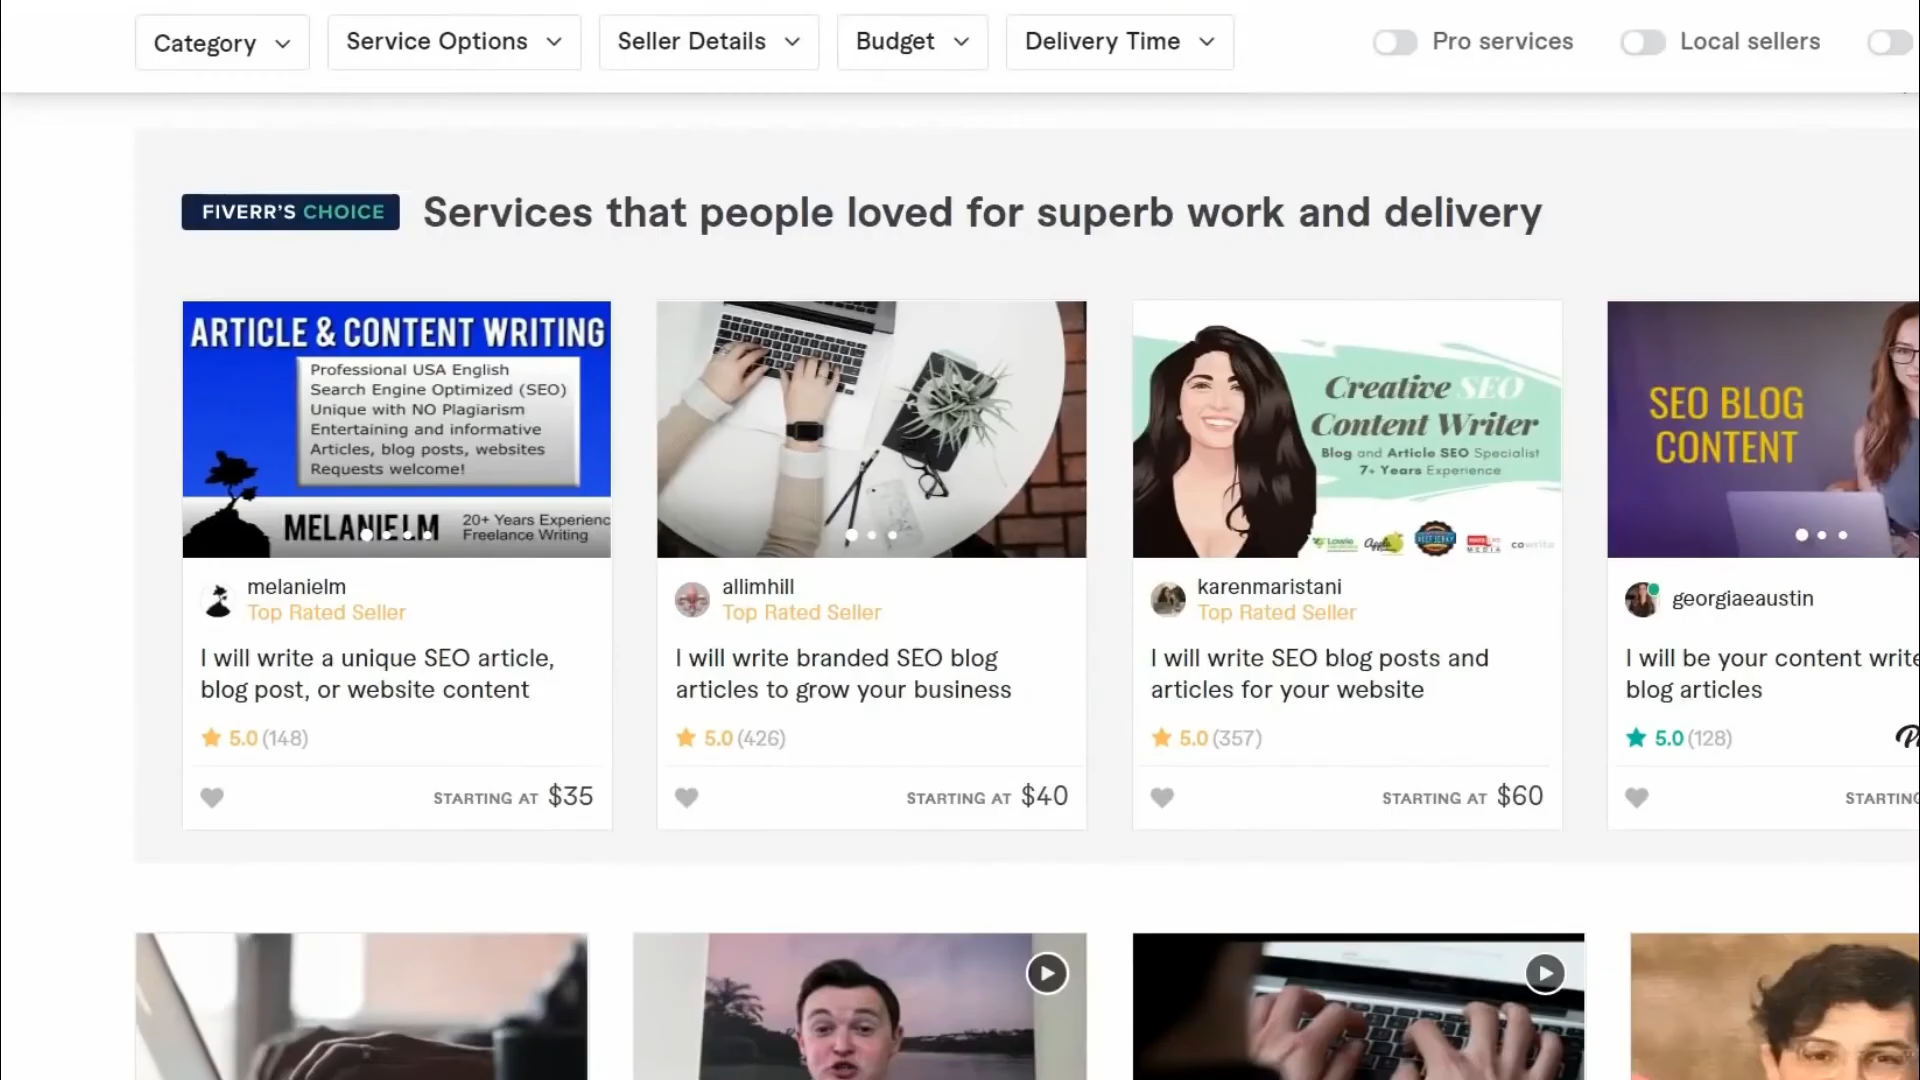 Category
Service Options
Seller Details
Budget
Delivery Time
Pro services
Local sellers
FIVERR'S CHOICE
Services that people loved for superb work and delivery
ARTICLE & CONTENT WRITING
Professional USA English
Search Engine Optimized (SEO)
Unique with NO Plagiarism
Entertaining and informative
Articles, blog posts, websites
Requests welcome!
MELANIELM
20+ Years Experienc
Freelance Writing
melanielm
Top Rated Seller
I will write a unique SEO article,
blog post, or website content
5.0 (148)
STARTING AT $35
allimhill
Top Rated Seller
I will write branded SEO blog
articles to grow your business
5.0 (426)
STARTING AT $40
Creative SEO
Content Writer
Blog and Article SEO Specialist
7+ Years Experience
karenmaristani
Top Rated Seller
I will write SEO blog posts and
articles for your website
5.0 (357)
STARTING AT $60
SEO BLOG
CONTENT
georgiaeaustin
I will be your content write
blog articles
5.0 (128)
STARTING